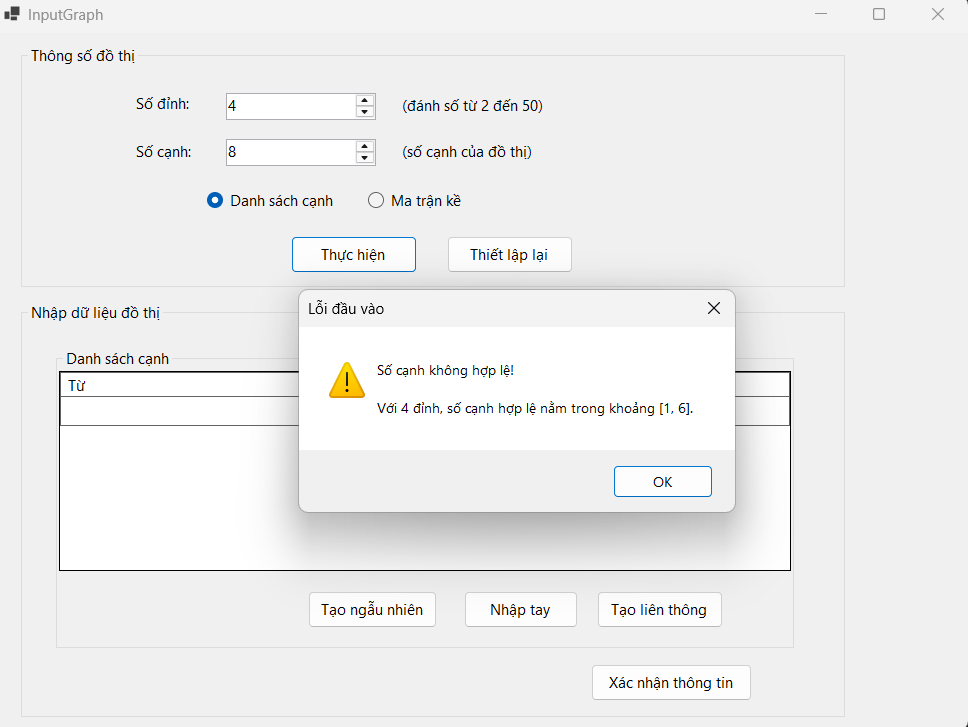 InputGraph
Thông số đồ thị
Số đỉnh:
4
(đánh số từ 2 đến 50)
Số cạnh:
8
(số cạnh của đồ thị)
Danh sách cạnh
Ma trận kề
Thực hiện
Thiết lập lại
Nhập dữ liệu đồ thị
Danh sách cạnh
Từ
Lỗi đầu vào
Số cạnh không hợp lệ!
Với 4 đỉnh, số cạnh hợp lệ nằm trong khoảng [1, 6].
OK
Tạo ngẫu nhiên
Nhập tay
Tạo liên thông
Xác nhận thông tin